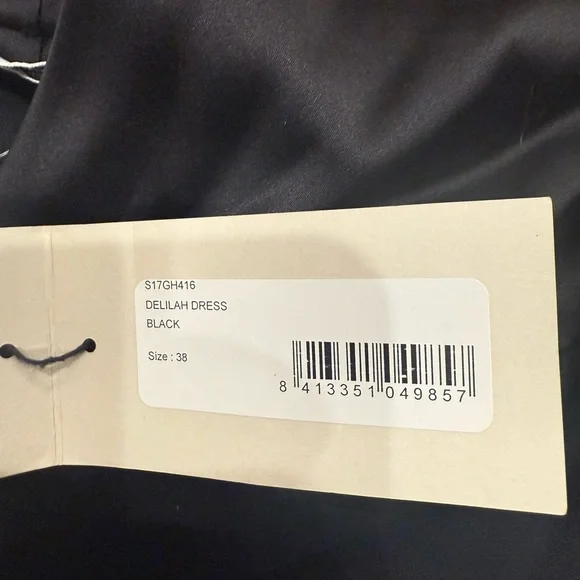 S17GH416
DELILAH DRESS
BLACK
Size : 38
8 413351 049857